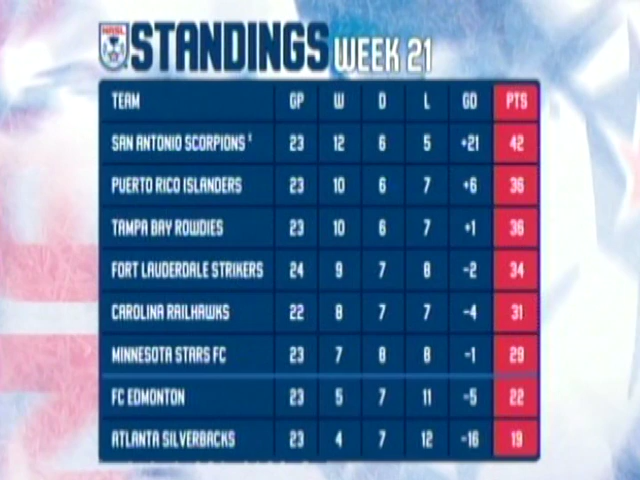 NASL
STANDINGS WEEK 21
TEAM GP W D L GD PTS
SAN ANTONIO SCORPIONS 23 12 6 5 +21 42
PUERTO RICO ISLANDERS 23 10 6 7 +6 36
TAMPA BAY ROWDIES 23 10 6 7 +1 36
FORT LAUDERDALE STRIKERS 24 9 7 8 -2 34
CAROLINA RAILHAWKS 22 8 7 7 -4 31
MINNESOTA STARS FC 23 7 8 8 -1 29
FC EDMONTON 23 5 7 11 -5 22
ATLANTA SILVERBACKS 23 4 7 12 -16 19